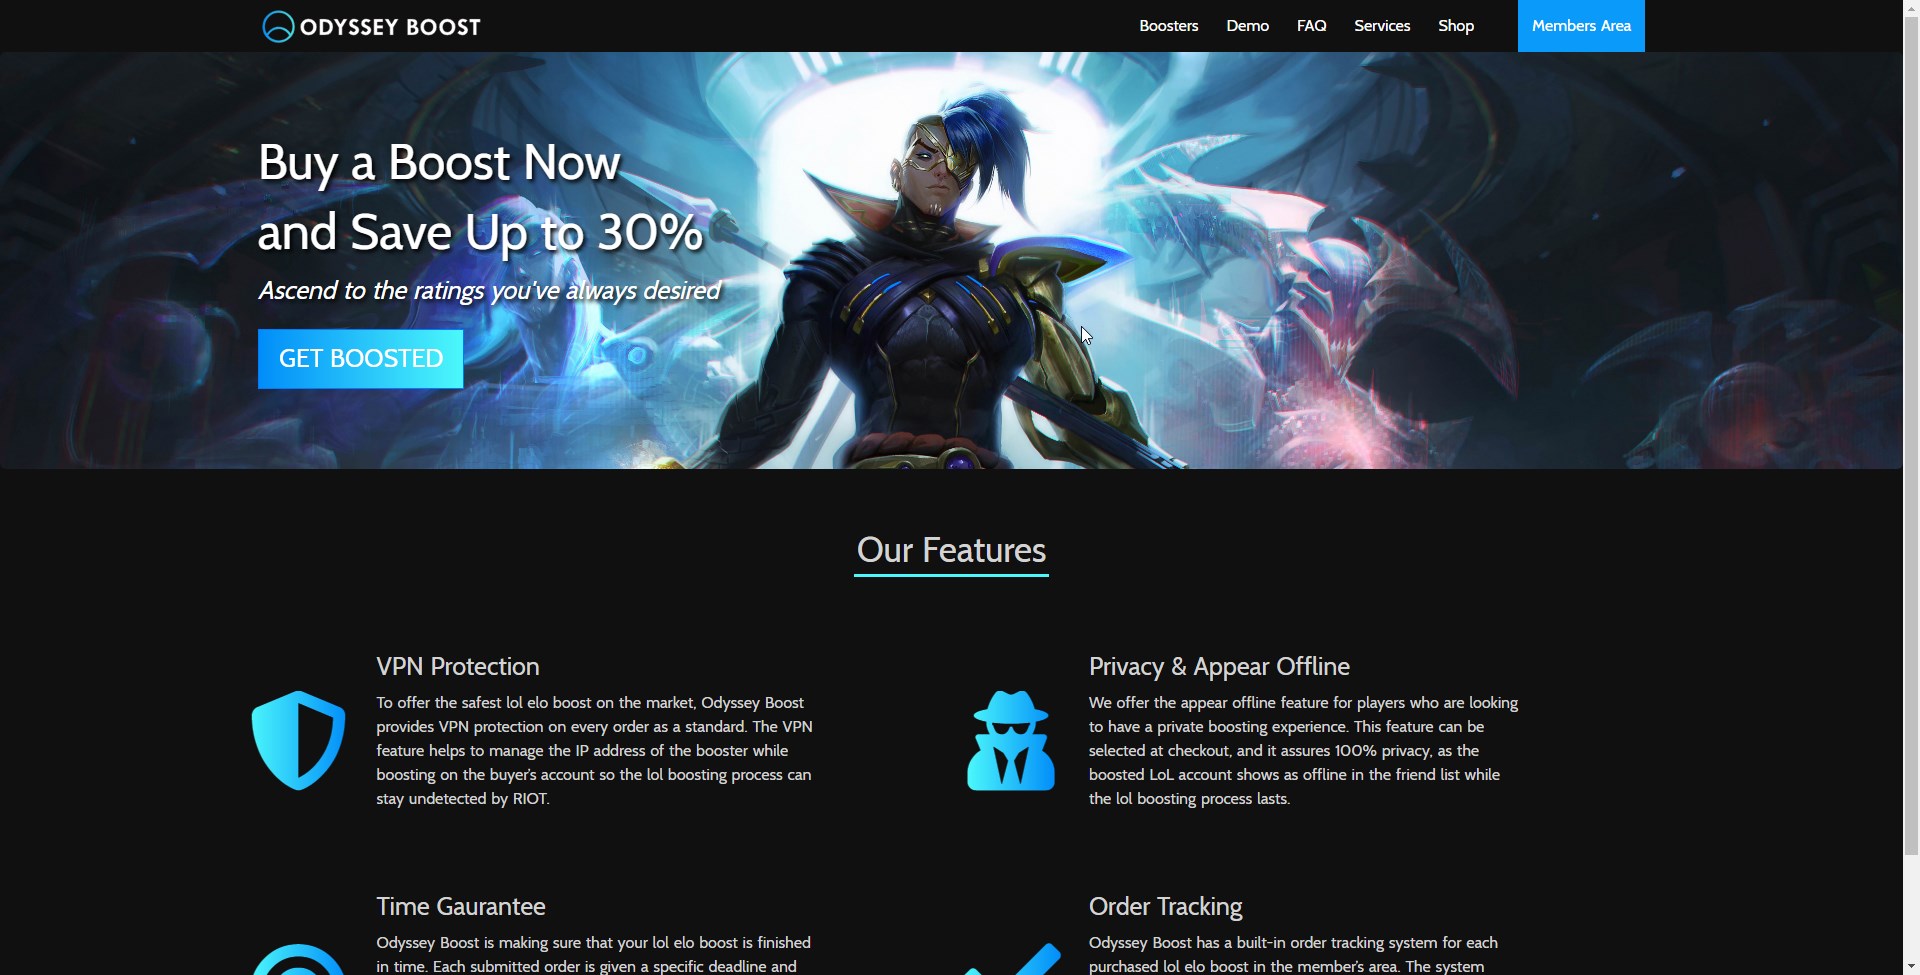 ODYSSEY BOOST
Boosters Demo FAQ Services Shop Members Area
Buy a Boost Now
and Save Up to 30%
Ascend to the ratings you've always desired
GET BOOSTED
Our Features
VPN Protection
To offer the safest lol elo boost on the market, Odyssey Boost
provides VPN protection on every order as a standard. The VPN
feature helps to manage the IP address of the booster while
boosting on the buyer's account so the lol boosting process can
stay undetected by RIOT.
Privacy & Appear Offline
We offer the appear offline feature for players who are looking
to have a private boosting experience. This feature can be
selected at checkout, and it assures 100% privacy, as the
boosted LoL account shows as offline in the friend list while
the lol boosting process lasts.
Time Gaurantee
Odyssey Boost is making sure that your lol elo boost is finished
in time. Each submitted order is given a specific deadline and
Order Tracking
Odyssey Boost has a built-in order tracking system for each
purchased lol elo boost in the member's area. The system